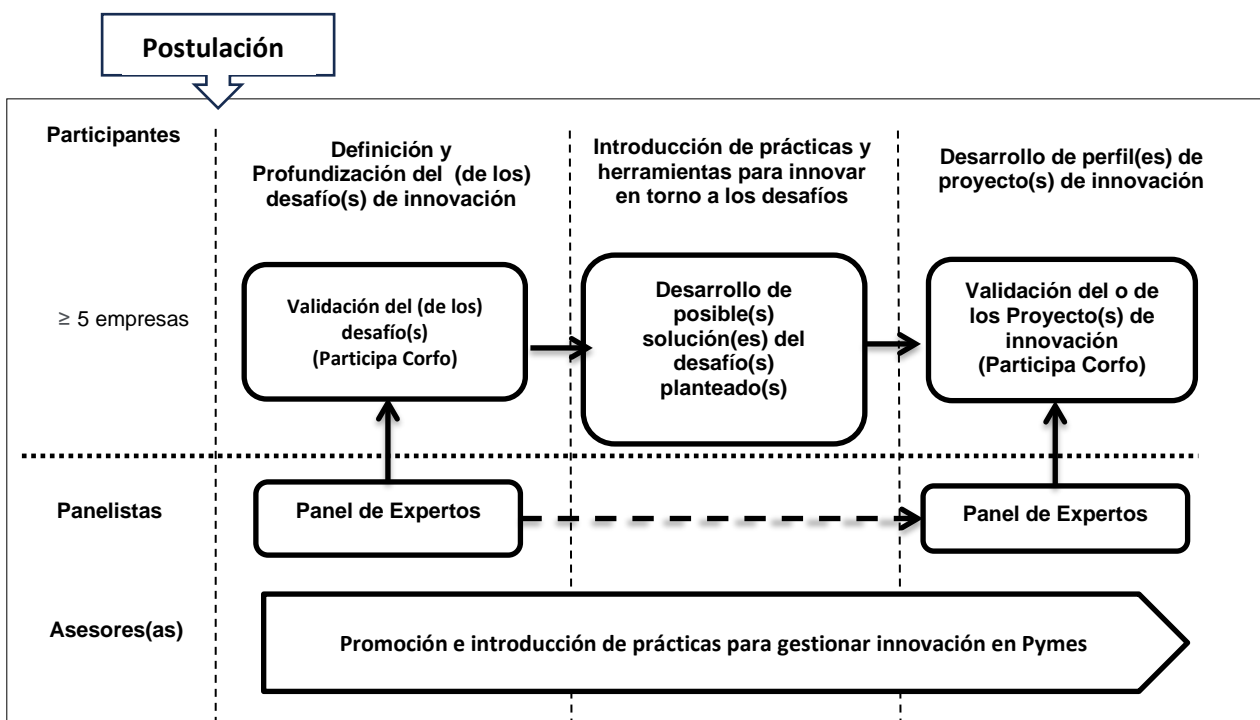 Postulación
Participantes
Definición y
Profundización del (de los)
desafío(s) de innovación
Introducción de prácticas y
herramientas para innovar
en torno a los desafíos
Desarrollo de perfil(es) de
proyecto(s) de innovación
≥ 5 empresas
Validación del (de los)
desafío(s)
(Participa Corfo)
Desarrollo de
posible(s)
solución(es) del
desafío(s)
planteado(s)
Validación del o de
los Proyecto(s) de
innovación
(Participa Corfo)
Panelistas
Panel de Expertos
Panel de Expertos
Asesores(as)
Promoción e introducción de prácticas para gestionar innovación en Pymes